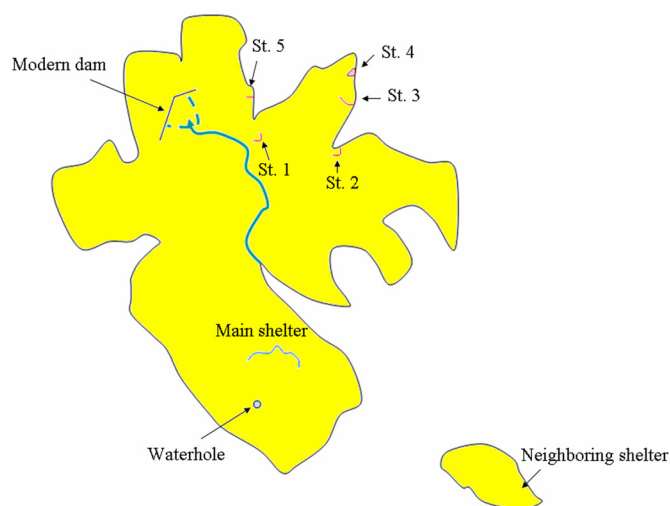 St. 5
St. 4
Modern dam
St. 3
St. 1
St. 2
Main shelter
Waterhole
Neighboring shelter